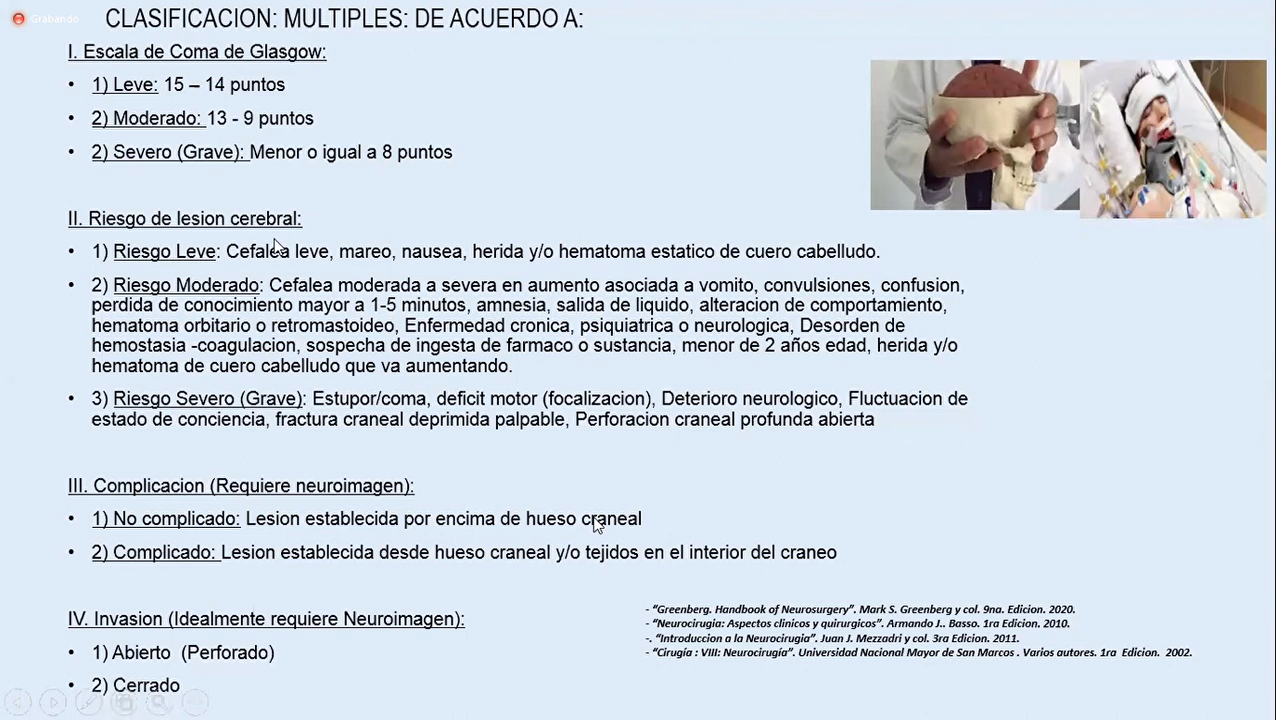 Grabando
CLASIFICACION: MULTIPLES: DE ACUERDO A:
I. Escala de Coma de Glasgow:
• 1) Leve: 15 – 14 puntos
• 2) Moderado: 13 - 9 puntos
• 2) Severo (Grave): Menor o igual a 8 puntos
II. Riesgo de lesion cerebral:
• 1) Riesgo Leve: Cefalea leve, mareo, nausea, herida y/o hematoma estatico de cuero cabelludo.
• 2) Riesgo Moderado: Cefalea moderada a severa en aumento asociada a vomito, convulsiones, confusion,
perdida de conocimiento mayor a 1-5 minutos, amnesia, salida de liquido, alteracion de comportamiento,
hematoma orbitario o retromastoideo, Enfermedad cronica, psiquiatrica o neurologica, Desorden de
hemostasia -coagulacion, sospecha de ingesta de farmaco o sustancia, menor de 2 años edad, herida y/o
hematoma de cuero cabelludo que va aumentando.
• 3) Riesgo Severo (Grave): Estupor/coma, deficit motor (focalizacion), Deterioro neurologico, Fluctuacion de
estado de conciencia, fractura craneal deprimida palpable, Perforacion craneal profunda abierta
III. Complicacion (Requiere neuroimagen):
• 1) No complicado: Lesion establecida por encima de hueso craneal
• 2) Complicado: Lesion establecida desde hueso craneal y/o tejidos en el interior del craneo
IV. Invasion (Idealmente requiere Neuroimagen):
• 1) Abierto (Perforado)
• 2) Cerrado
- "Greenberg. Handbook of Neurosurgery". Mark S. Greenberg y col. 9na. Edicion. 2020.
- "Neurocirugia: Aspectos clinicos y quirurgicos". Armando J.. Basso. 1ra Edicion. 2010.
-. "Introduccion a la Neurocirugia". Juan J. Mezzadri y col. 3ra Edicion. 2011.
- "Cirugía : VIII: Neurocirugía". Universidad Nacional Mayor de San Marcos . Varios autores. 1ra Edicion. 2002.